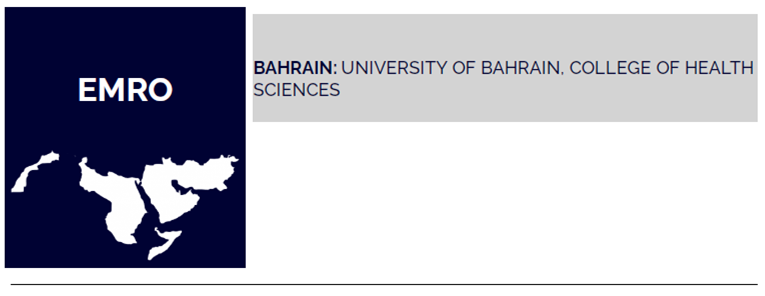 EMRO
BAHRAIN: UNIVERSITY OF BAHRAIN, COLLEGE OF HEALTH
SCIENCES